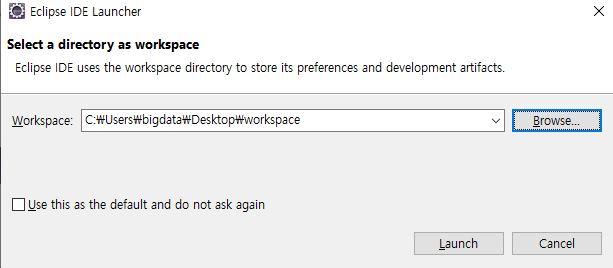 Eclipse IDE Launcher
Select a directory as workspace
Eclipse IDE uses the workspace directory to store its preferences and development artifacts.
Workspace: C:₩Users₩bigdata₩Desktop₩workspace Browse...
Use this as the default and do not ask again
Launch Cancel